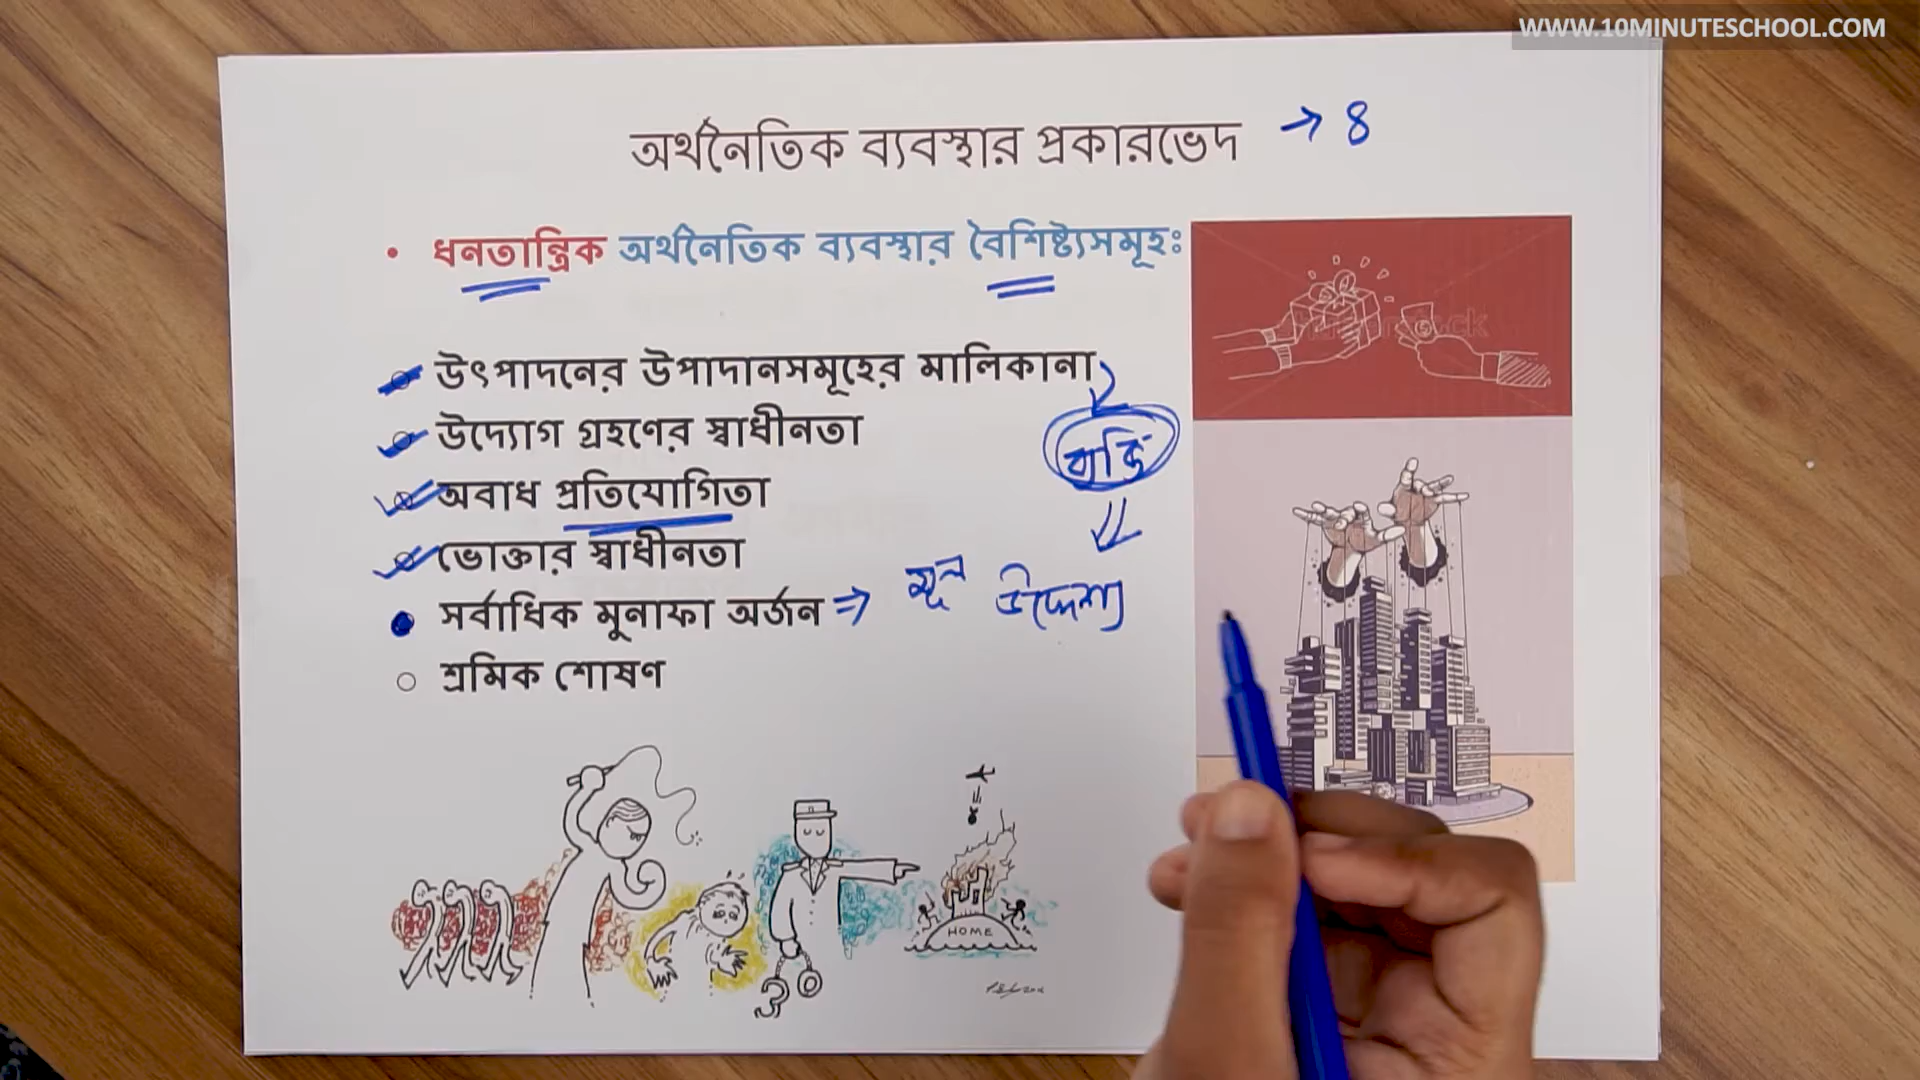 WWW.10MINUTESCHOOL.COM
অর্থনৈতিক ব্যবস্থার প্রকারভেদ → ৪
• ধনতান্ত্রিক অর্থনৈতিক ব্যবস্থার বৈশিষ্ট্যসমূহঃ
উৎপাদনের উপাদানসমূহের মালিকানা
উদ্যোগ গ্রহণের স্বাধীনতা
ব্যক্তি
অবাধ প্রতিযোগিতা
ভোক্তার স্বাধীনতা
সর্বাধিক মুনাফা অর্জন ⇒ মূল উদ্দেশ্য
শ্রমিক শোষণ
HOME